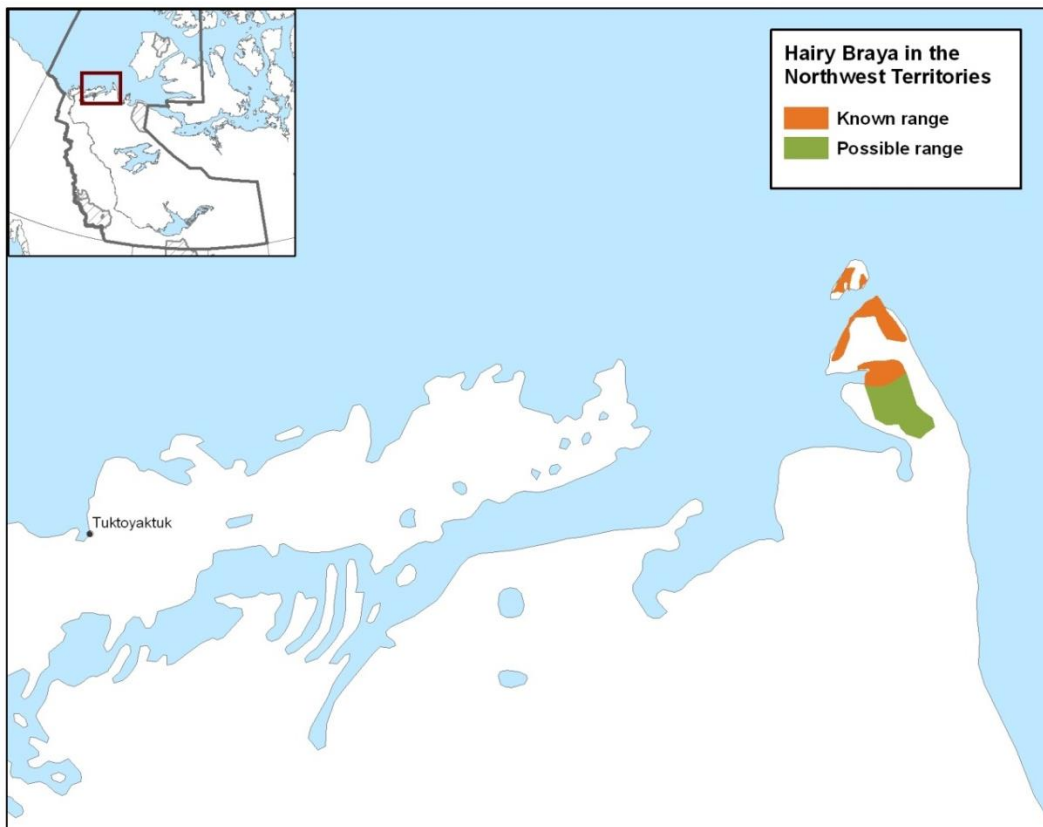 Hairy Braya in the
Northwest Territories
Known range
Possible range
Tuktoyaktuk